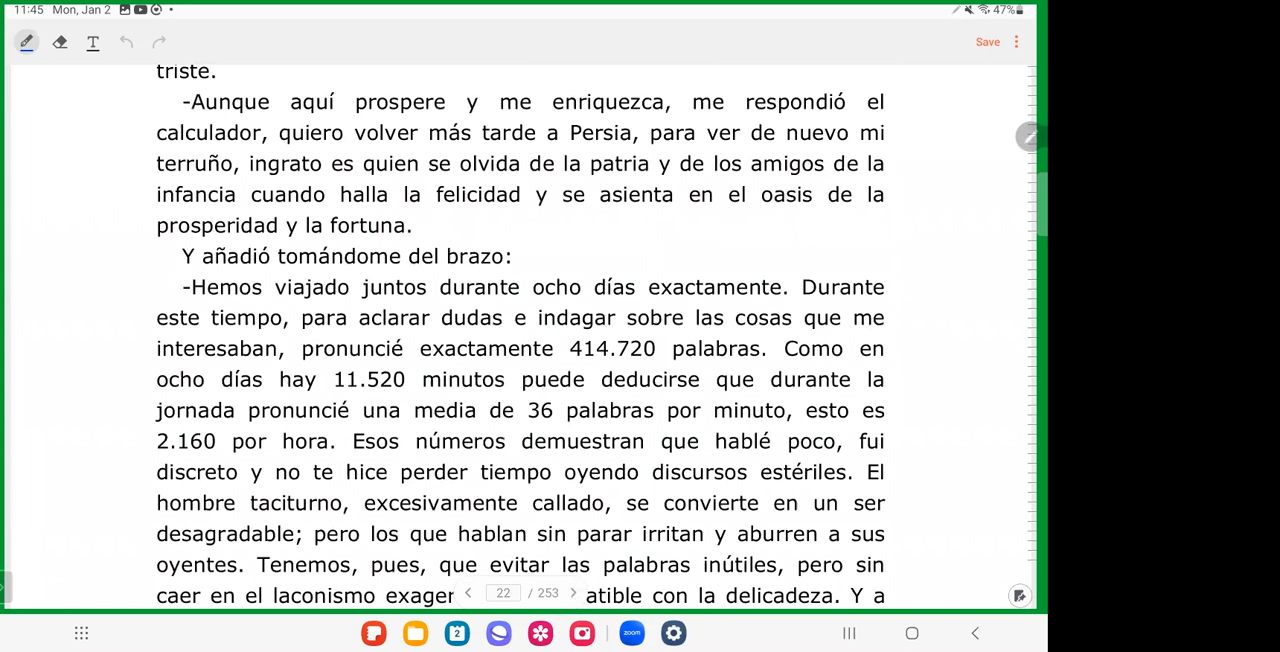 11:45 Mon, Jan 2
47%
T
Save
triste.
-Aunque aquí prospere y me enriquezca, me respondió el
calculador, quiero volver más tarde a Persia, para ver de nuevo mi
terruño, ingrato es quien se olvida de la patria y de los amigos de la
infancia cuando halla la felicidad y se asienta en el oasis de la
prosperidad y la fortuna.
Y añadió tomándome del brazo:
-Hemos viajado juntos durante ocho días exactamente. Durante
este tiempo, para aclarar dudas e indagar sobre las cosas que me
interesaban, pronuncié exactamente 414.720 palabras. Como en
ocho días hay 11.520 minutos puede deducirse que durante la
jornada pronuncié una media de 36 palabras por minuto, esto es
2.160 por hora. Esos números demuestran que hablé poco, fui
discreto y no te hice perder tiempo oyendo discursos estériles. El
hombre taciturno, excesivamente callado, se convierte en un ser
desagradable; pero los que hablan sin parar irritan y aburren a sus
oyentes. Tenemos, pues, que evitar las palabras inútiles, pero sin
caer en el laconismo exager atible con la delicadeza. Y a
22 / 253
2
zoom